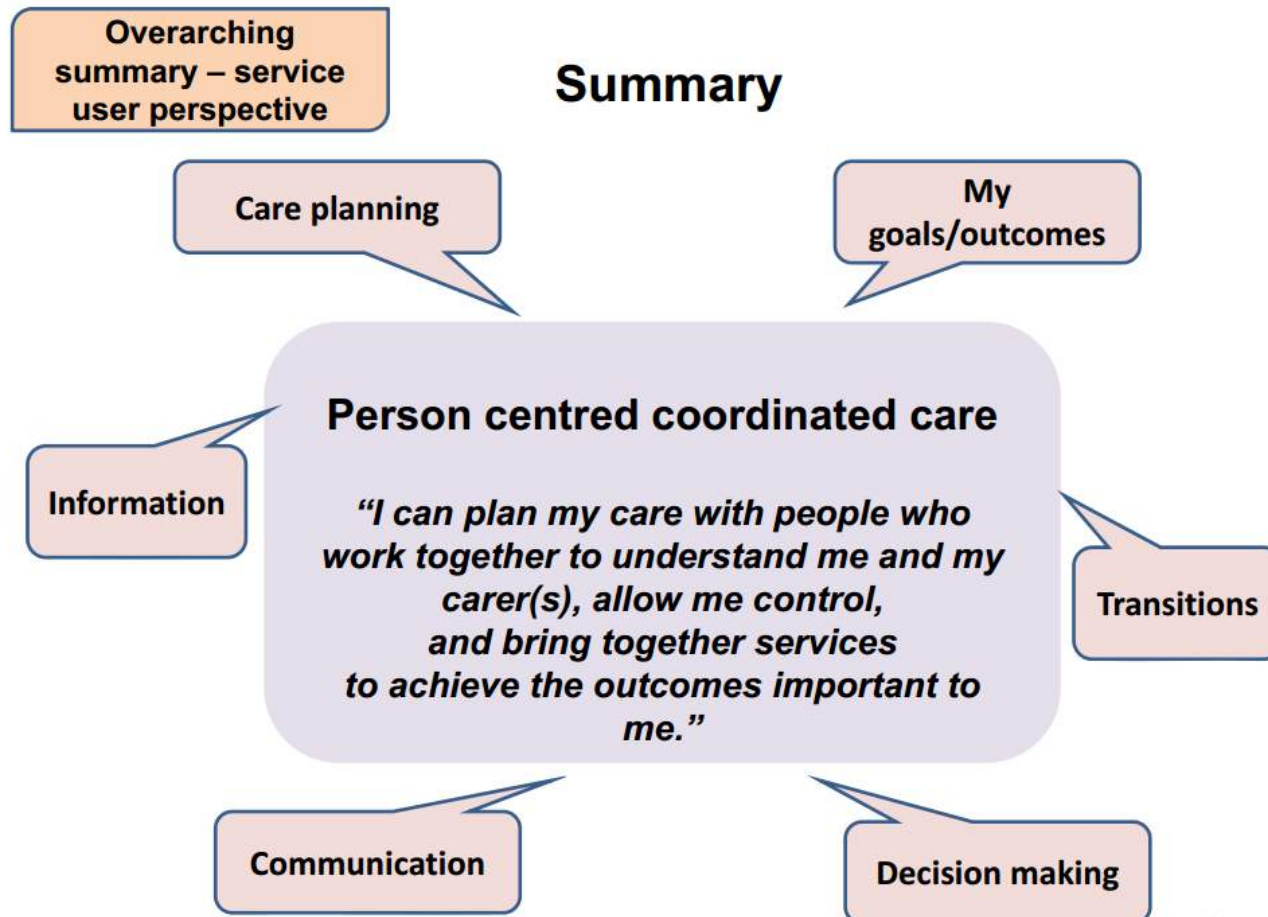 Overarching
summary – service
user perspective
Summary
Care planning
My
goals/outcomes
Person centred coordinated care
“I can plan my care with people who
work together to understand me and my
carer(s), allow me control,
and bring together services
to achieve the outcomes important to
me.”
Information
Transitions
Communication
Decision making